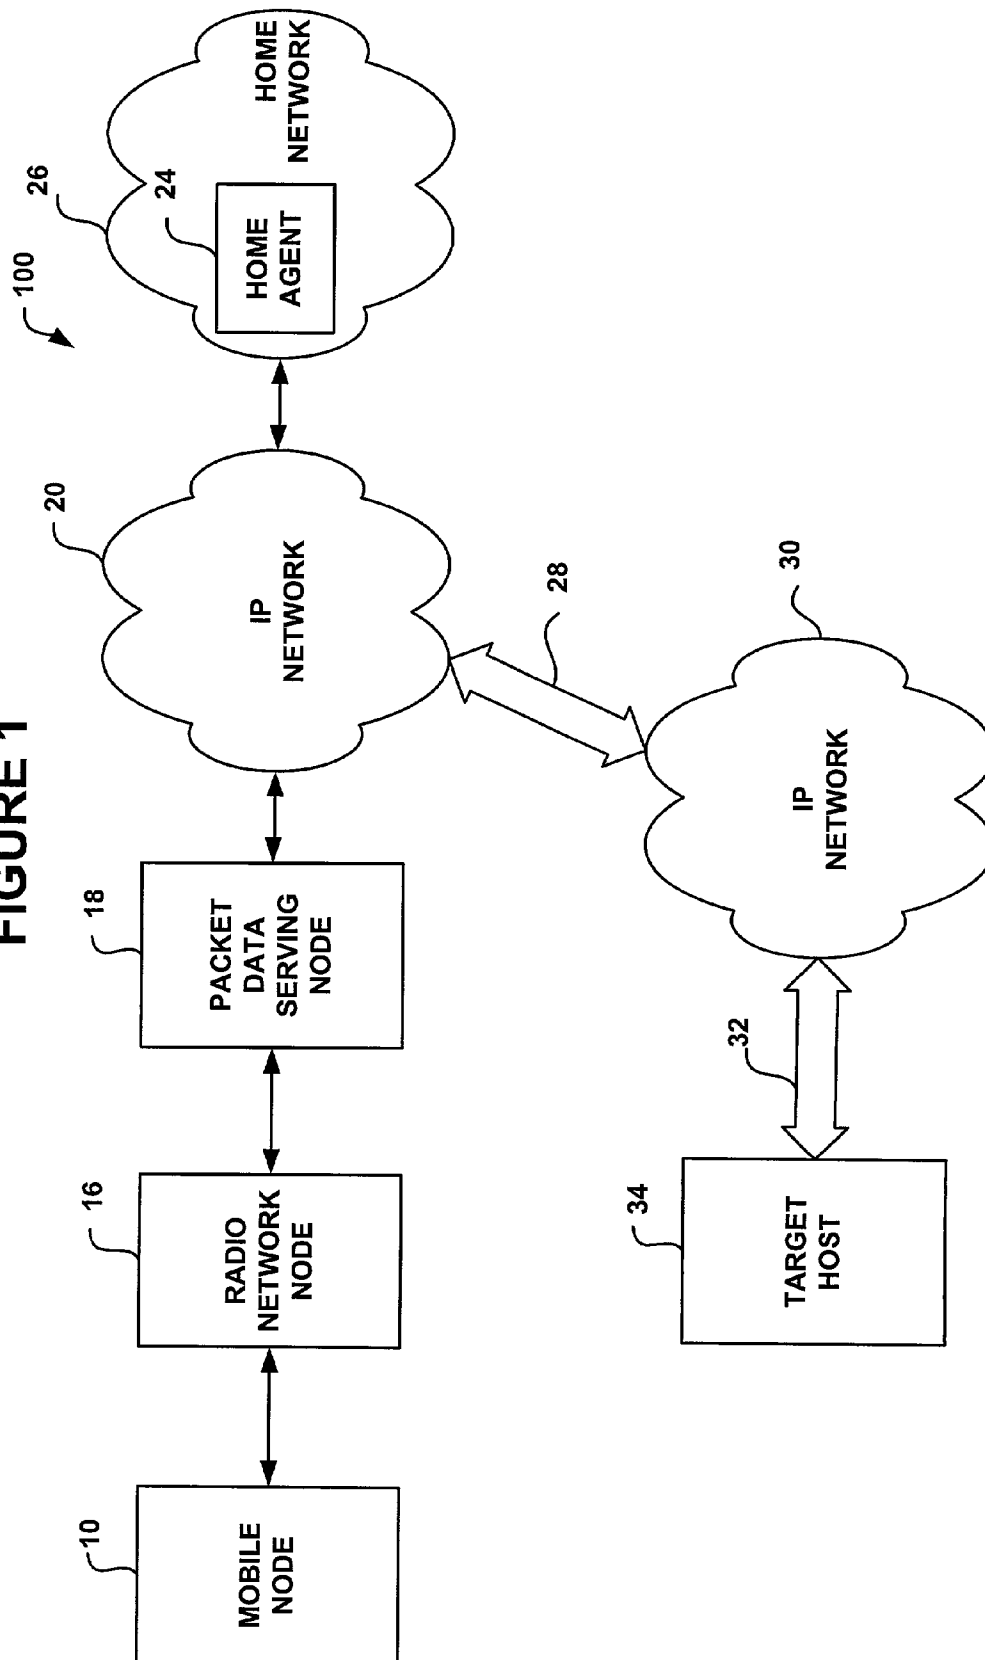 FIGURE 1
100
10
MOBILE
NODE
16
RADIO
NETWORK
NODE
18
PACKET
DATA
SERVING
NODE
20
IP
NETWORK
26
24
HOME
AGENT
HOME
NETWORK
28
34
TARGET
HOST
32
30
IP
NETWORK